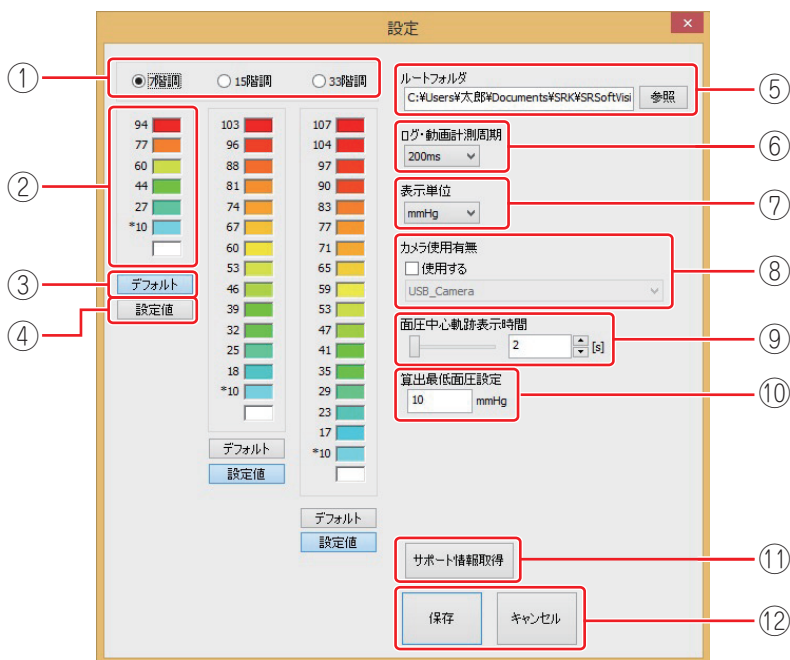 設定
×
①
7階調
15階調
33階調
②
94
77
60
44
27
*10
③
デフォルト
④
設定値
103
96
88
81
74
67
60
53
46
39
32
25
18
*10
デフォルト
設定値
107
104
97
90
83
77
71
65
59
53
47
41
35
29
23
17
*10
デフォルト
設定値
ルートフォルダ
C:¥Users¥太郎¥Documents¥SRK¥SRSoftVisi
参照
⑤
ログ・動画計測周期
200ms
⑥
表示単位
mmHg
⑦
カメラ使用有無
使用する
USB_Camera
⑧
面圧中心軌跡表示時間
2 [s]
⑨
算出最低面圧設定
10 mmHg
⑩
サポート情報取得
⑪
保存
キャンセル
⑫